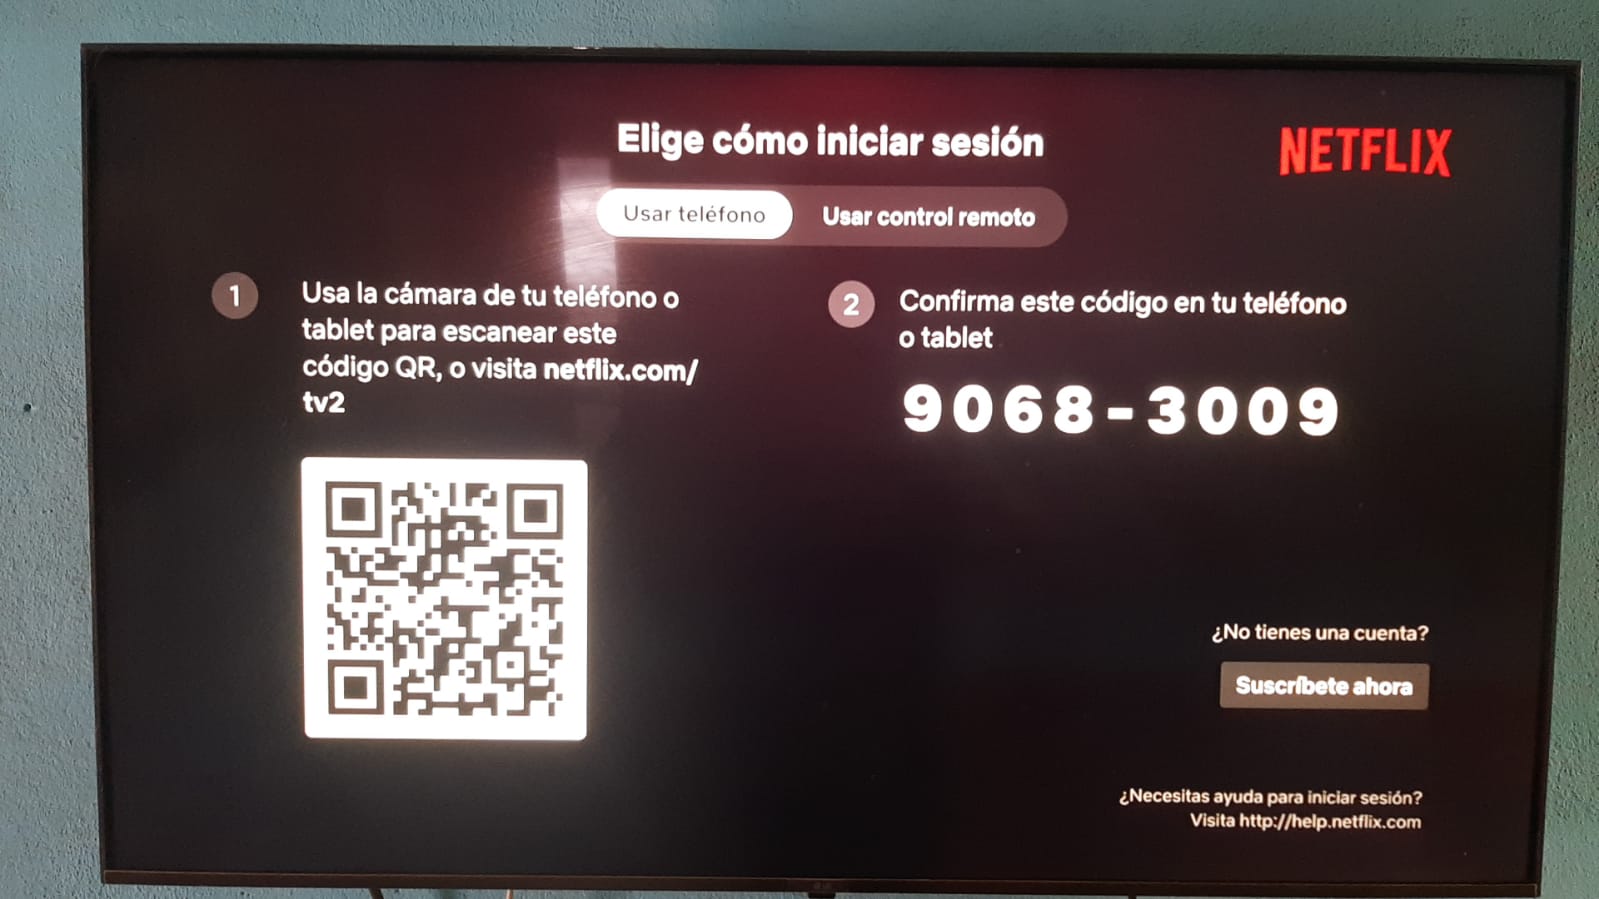 Elige cómo iniciar sesión
NETFLIX
Usar teléfono
Usar control remoto
1
Usa la cámara de tu teléfono o
tablet para escanear este
código QR, o visita netflix.com/
tv2
2
Confirma este código en tu teléfono
o tablet
9068-3009
¿No tienes una cuenta?
Suscríbete ahora
¿Necesitas ayuda para iniciar sesión?
Visita http://help.netflix.com